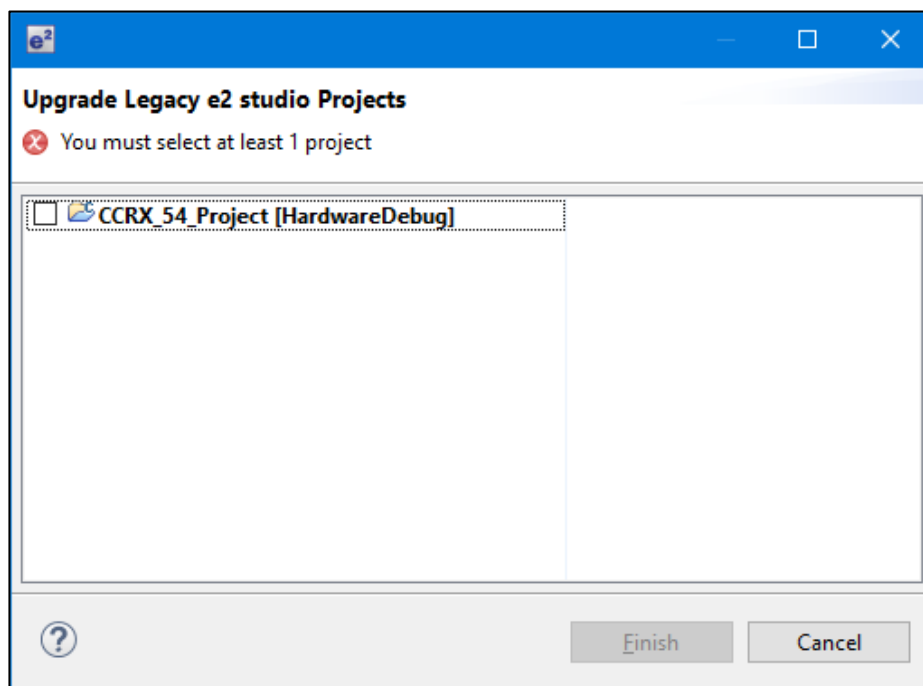 e²
Upgrade Legacy e2 studio Projects
You must select at least 1 project
CCRX_54_Project [HardwareDebug]
?
Finish
Cancel